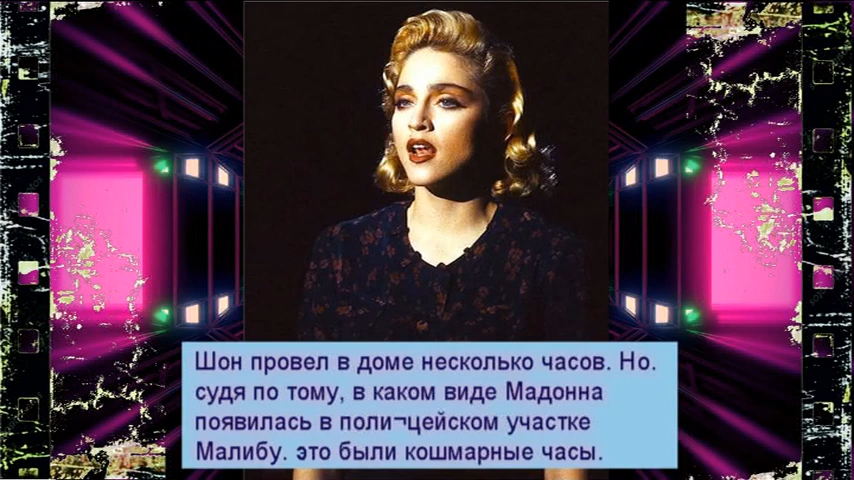 Шон провел в доме несколько часов. Но.
судя по тому, в каком виде Мадонна
появилась в поли¬цейском участке
Малибу. это были кошмарные часы.